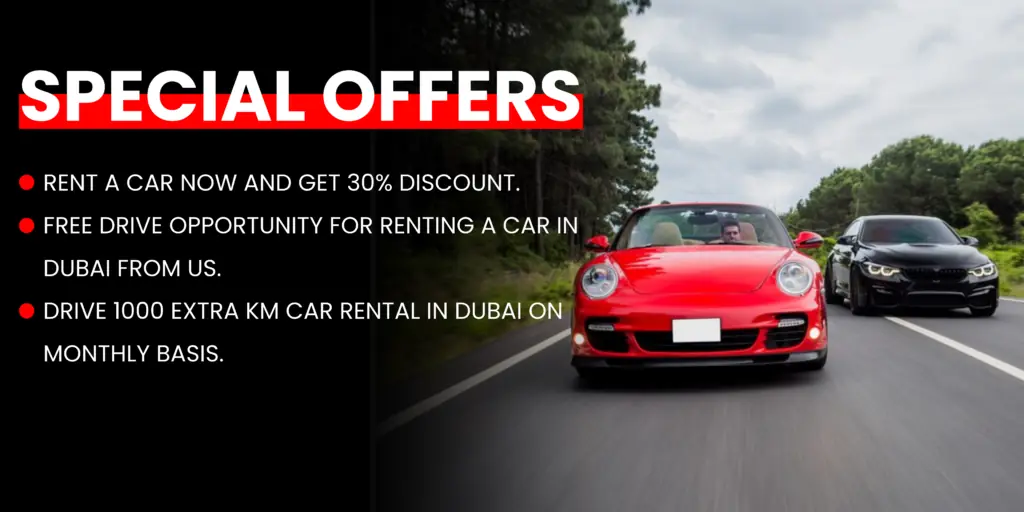 SPECIAL OFFERS
RENT A CAR NOW AND GET 30% DISCOUNT.
FREE DRIVE OPPORTUNITY FOR RENTING A CAR IN
DUBAI FROM US.
DRIVE 1000 EXTRA KM CAR RENTAL IN DUBAI ON
MONTHLY BASIS.